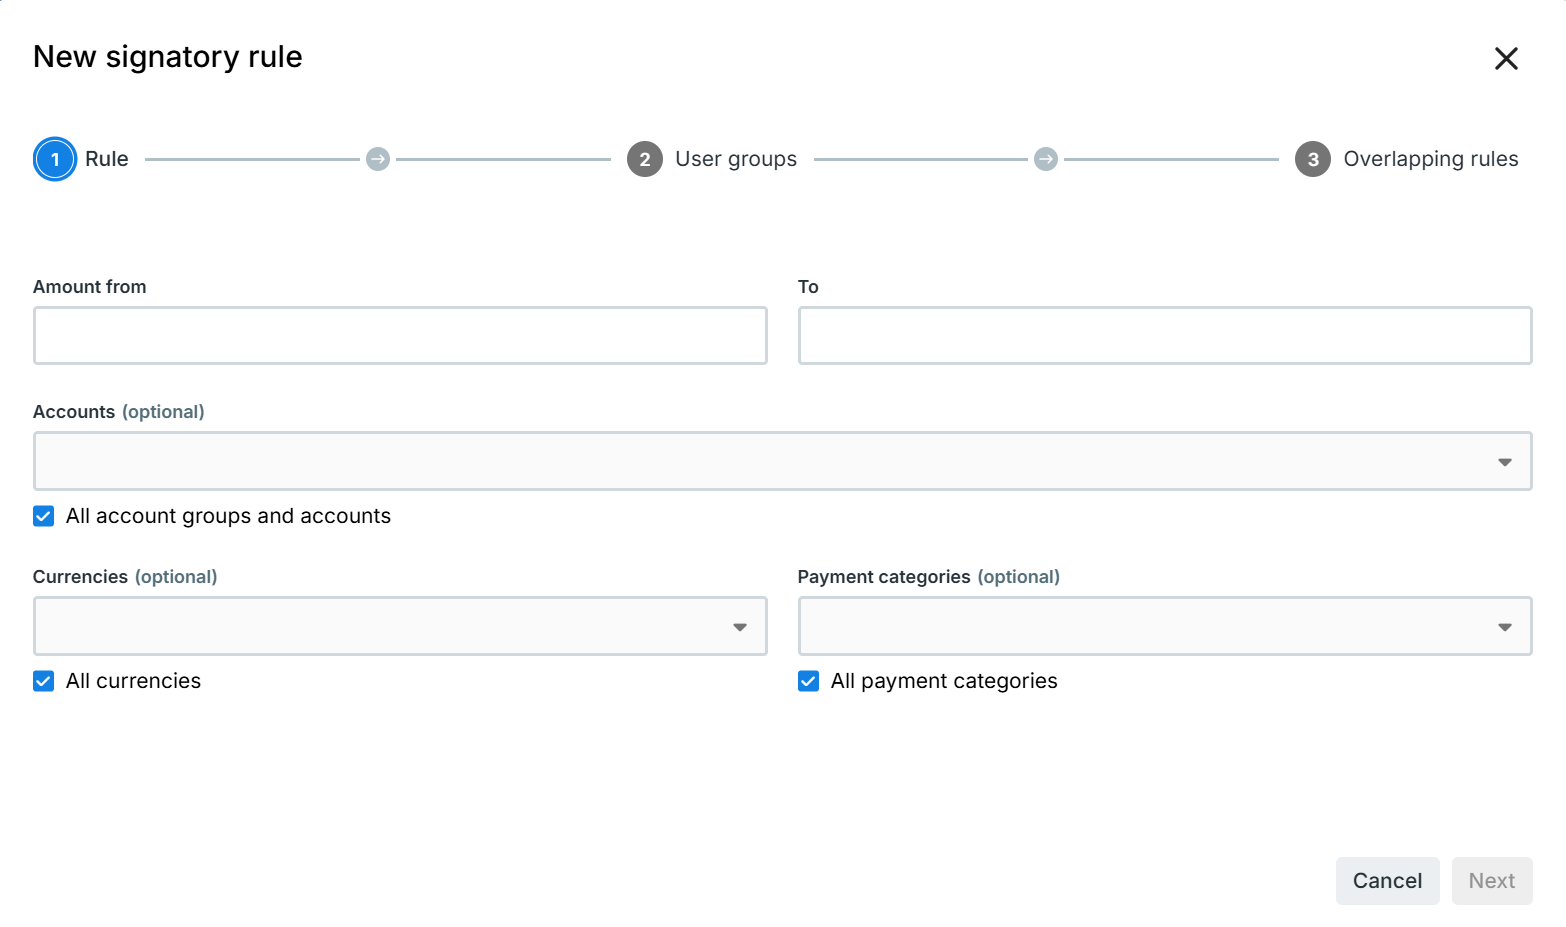 New signatory rule
1 Rule 2 User groups 3 Overlapping rules
Amount from To
Accounts (optional)
All account groups and accounts
Currencies (optional) Payment categories (optional)
All currencies All payment categories
Cancel Next